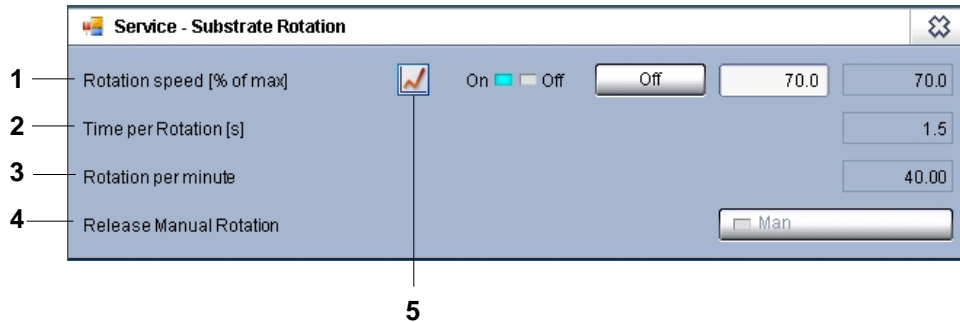 Service - Substrate Rotation
1 Rotation speed [% of max] On Off Off 70.0 70.0
2 Time per Rotation [s] 1.5
3 Rotation per minute 40.00
4 Release Manual Rotation Man
5